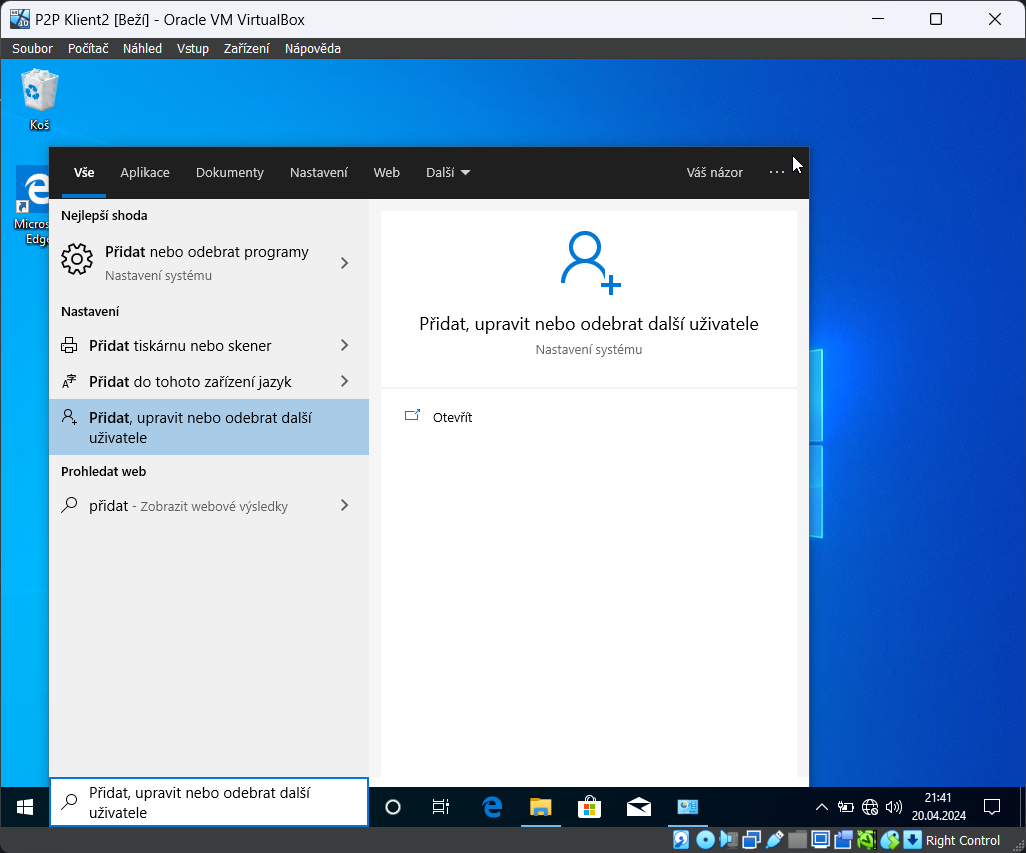 P2P Klient2 [Beží] - Oracle VM VirtualBox
Soubor Počítač Náhled Vstup Zařízení Nápověda
Koš
Micros
Edge
Vše Aplikace Dokumenty Nastavení Web Další Váš názor
Nejlepší shoda
Přidat nebo odebrat programy
Nastavení systému
Nastavení
Přidat tiskárnu nebo skener
Přidat do tohoto zařízení jazyk
Přidat, upravit nebo odebrat další
uživatele
Prohledat web
přidat - Zobrazit webové výsledky
Přidat, upravit nebo odebrat další uživatele
Nastavení systému
Otevřít
Přidat, upravit nebo odebrat další
uživatele
21:41
20.04.2024
Right Control